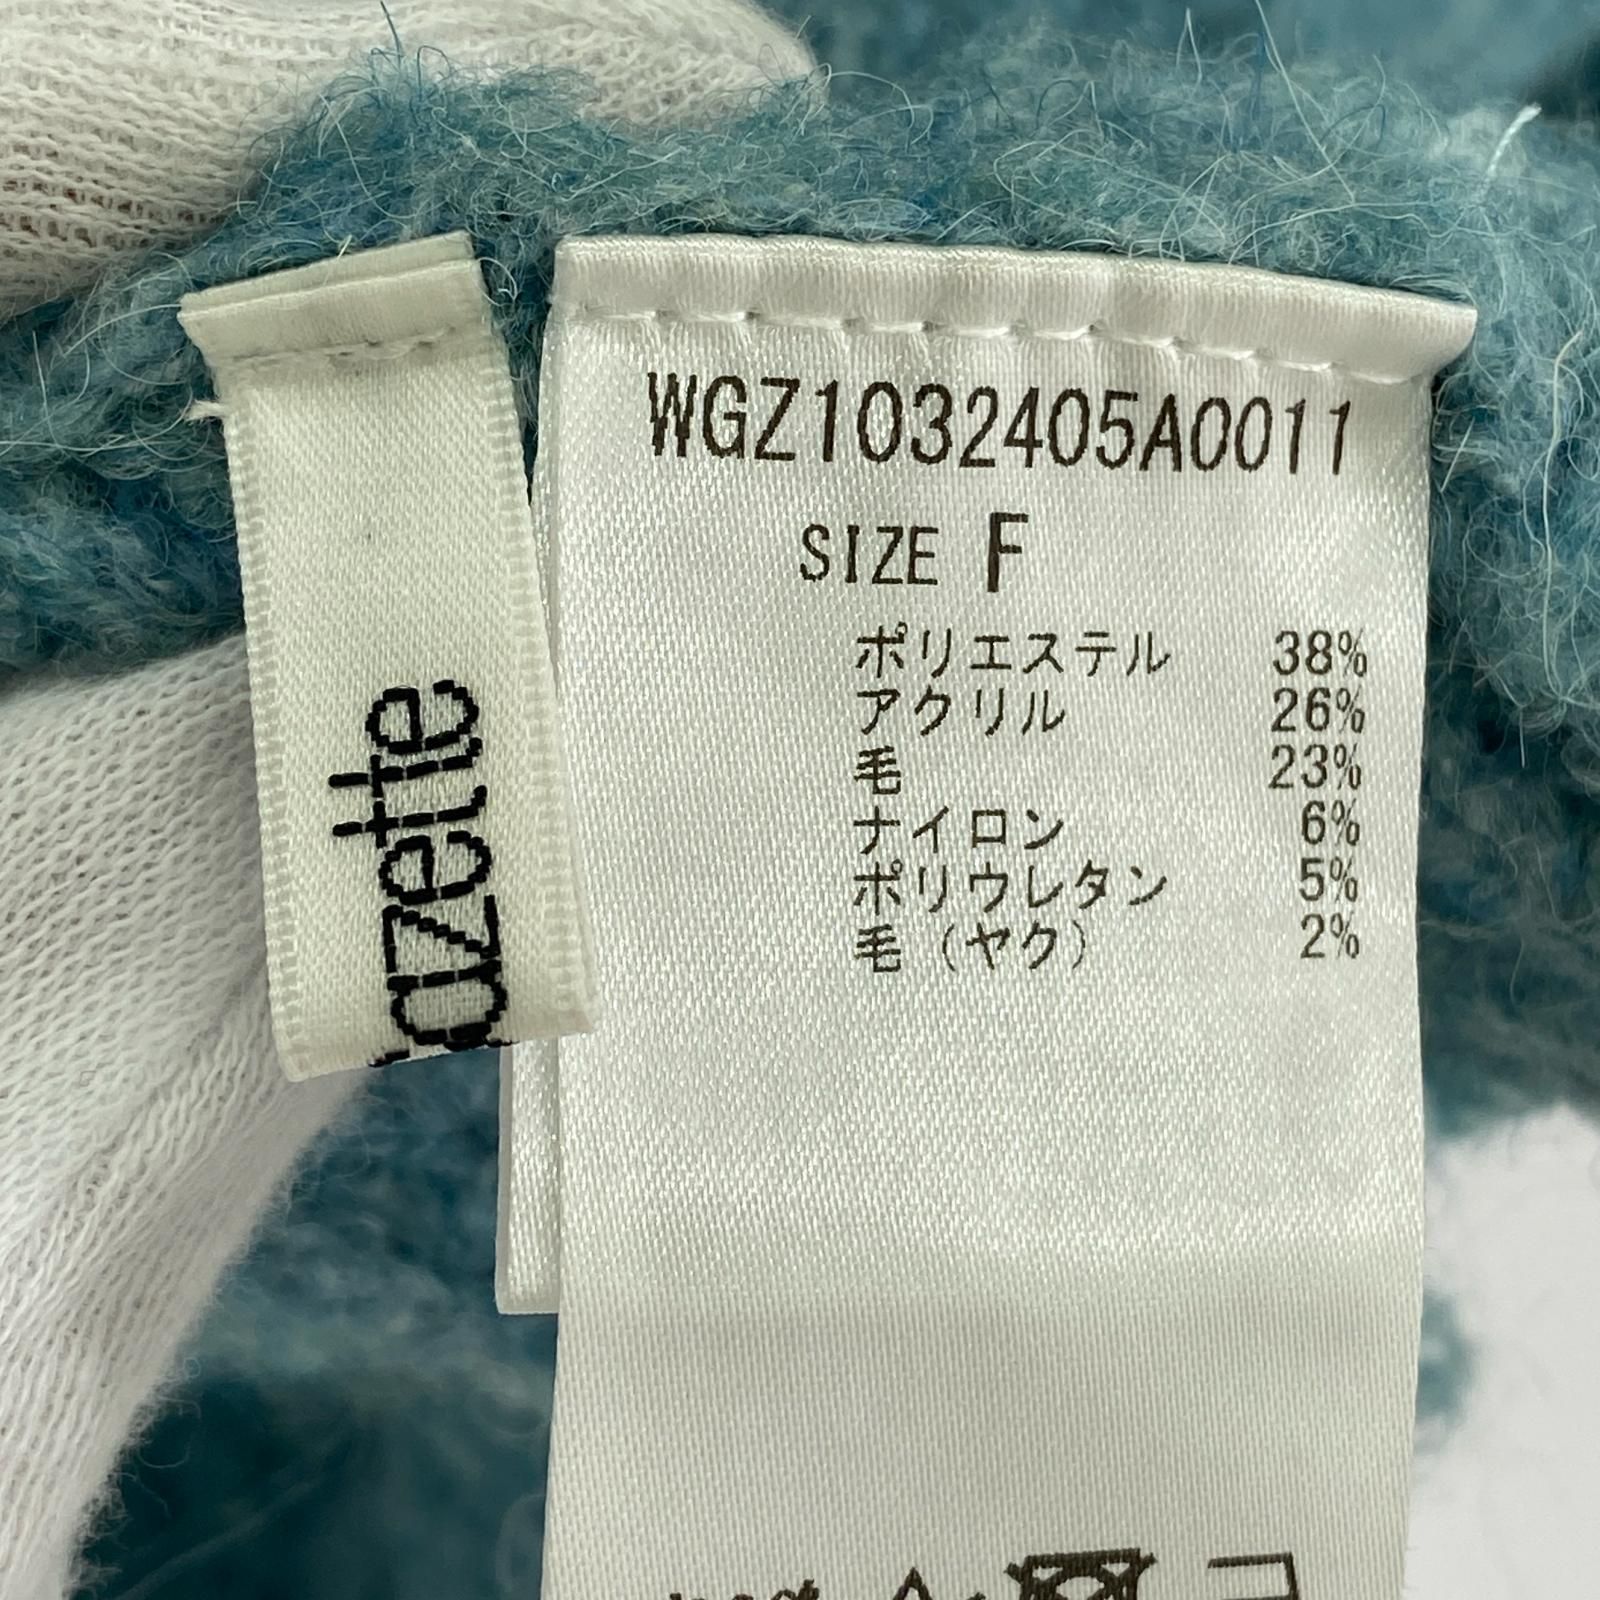 azette
WGZ1032405A0011
SIZE F
ポリエステル 38%
アクリル 26%
毛 23%
ナイロン 6%
ポリウレタン 5%
毛（ヤク） 2%